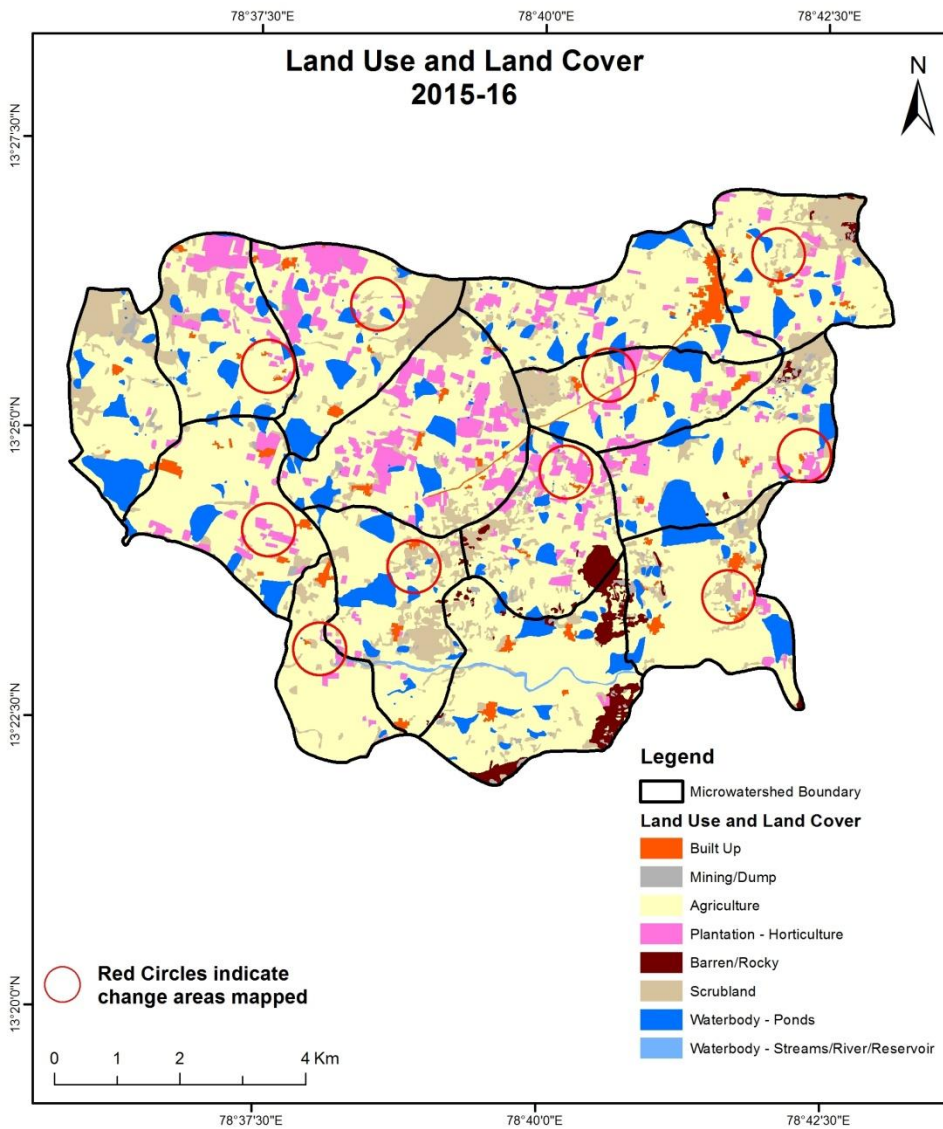 78°37'30"E
78°40'0"E
78°42'30"E
Land Use and Land Cover
2015-16
N
13°27'30"N
13°25'0"N
13°22'30"N
13°20'0"N
Legend
Microwatershed Boundary
Land Use and Land Cover
Built Up
Mining/Dump
Agriculture
Plantation - Horticulture
Barren/Rocky
Scrubland
Waterbody - Ponds
Waterbody - Streams/River/Reservoir
Red Circles indicate
change areas mapped
0 1 2 4 Km
78°37'30"E
78°40'0"E
78°42'30"E